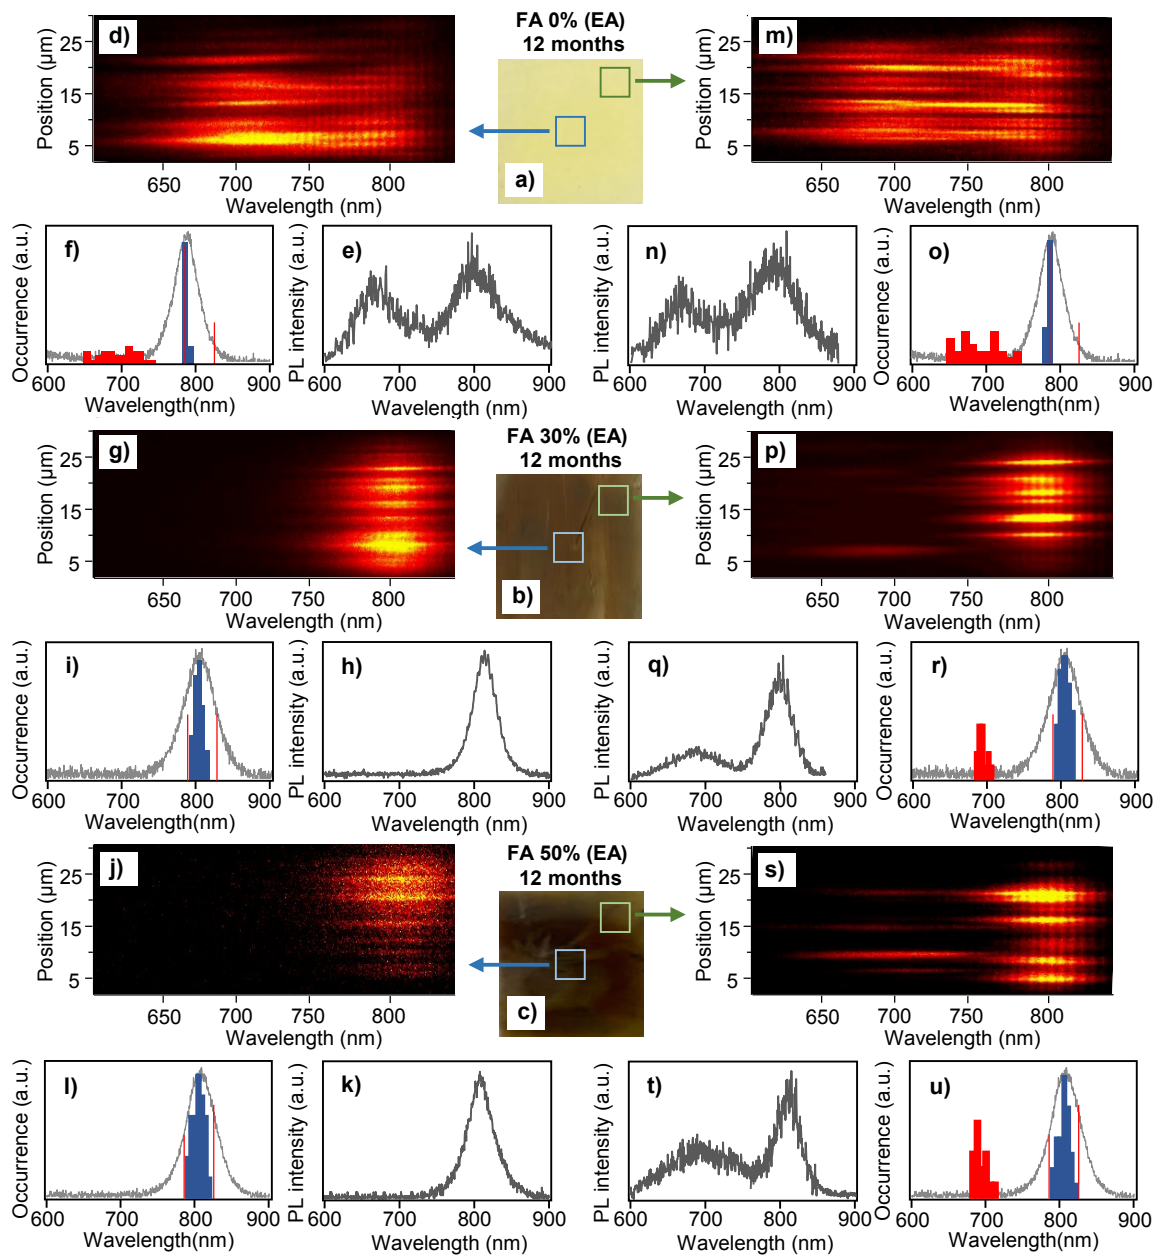 d)
FA 0% (EA)
12 months
m)
Position (µm)
25
15
5
650 700 750 800
Wavelength (nm)
a)
Position (µm)
25
15
5
650 700 750 800
Wavelength (nm)
f)
Occurrence (a.u.)
600 700 800 900
Wavelength(nm)
e)
PL intensity (a.u.)
600 700 800 900
Wavelength (nm)
n)
PL intensity (a.u.)
600 700 800 900
Wavelength (nm)
o)
Occurrence (a.u.)
600 700 800 900
Wavelength(nm)
g)
FA 30% (EA)
12 months
p)
Position (µm)
25
15
5
650 700 750 800
Wavelength (nm)
b)
Position (µm)
25
15
5
650 700 750 800
Wavelength (nm)
i)
Occurrence (a.u.)
600 700 800 900
Wavelength(nm)
h)
PL intensity (a.u.)
600 700 800 900
Wavelength (nm)
q)
PL intensity (a.u.)
600 700 800 900
Wavelength (nm)
r)
Occurrence (a.u.)
600 700 800 900
Wavelength(nm)
j)
FA 50% (EA)
12 months
s)
Position (µm)
25
15
5
650 700 750 800
Wavelength (nm)
c)
Position (µm)
25
15
5
650 700 750 800
Wavelength (nm)
l)
Occurrence (a.u.)
600 700 800 900
Wavelength(nm)
k)
PL intensity (a.u.)
600 700 800 900
Wavelength (nm)
t)
PL intensity (a.u.)
600 700 800 900
Wavelength (nm)
u)
Occurrence (a.u.)
600 700 800 900
Wavelength(nm)